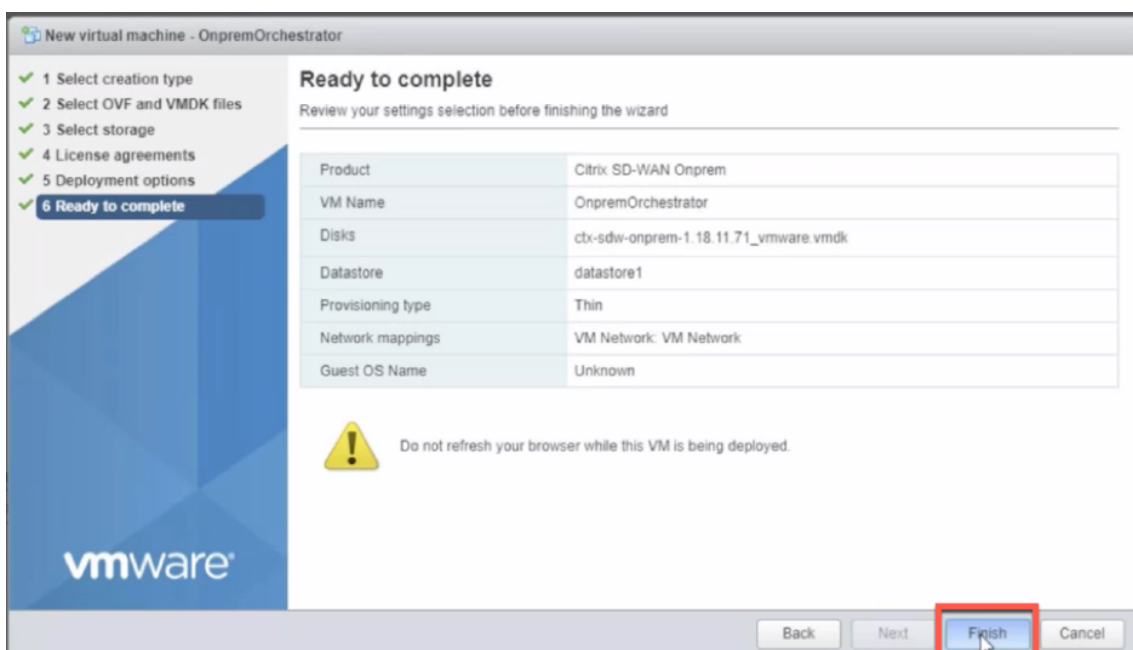 New virtual machine - OnpremOrchestrator
1 Select creation type
2 Select OVF and VMDK files
3 Select storage
4 License agreements
5 Deployment options
6 Ready to complete
Ready to complete
Review your settings selection before finishing the wizard
Product Citrix SD-WAN Onprem
VM Name OnpremOrchestrator
Disks ctx-sdw-onprem-1.18.11.71_vmware.vmdk
Datastore datastore1
Provisioning type Thin
Network mappings VM Network: VM Network
Guest OS Name Unknown
Do not refresh your browser while this VM is being deployed.
vmware®
Back Next Finish Cancel